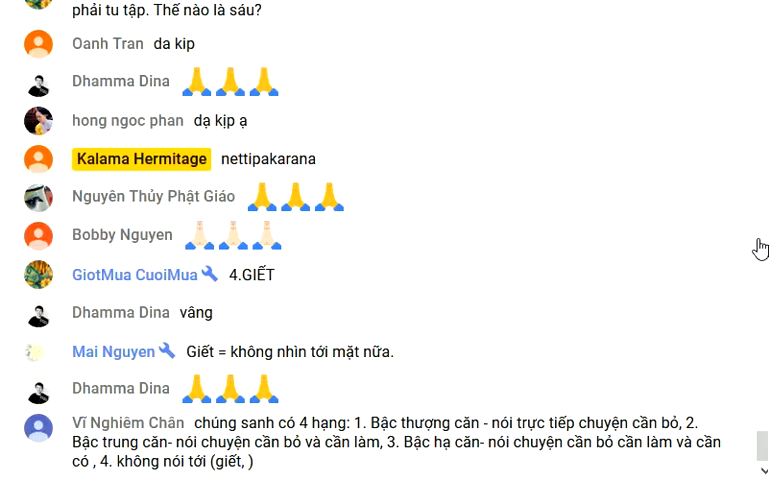 phải tu tập. Thế nào là sáu?
Oanh Tran da kip
Dhamma Dina 🙏🙏🙏
hong ngoc phan dạ kịp ạ
Kalama Hermitage nettipakarana
Nguyên Thủy Phật Giáo 🙏🙏🙏
Bobby Nguyen 🙏🏻🙏🏻🙏🏻
GiotMua CuoiMua 4.GIẾT
Dhamma Dina vâng
Mai Nguyen Giết = không nhìn tới mặt nữa.
Dhamma Dina 🙏🙏🙏
Vĩ Nghiêm Chân chúng sanh có 4 hạng: 1. Bậc thượng căn - nói trực tiếp chuyện cần bỏ, 2.
Bậc trung căn- nói chuyện cần bỏ và cần làm, 3. Bậc hạ căn- nói chuyện cần bỏ cần làm và cần
có , 4. không nói tới (giết, )